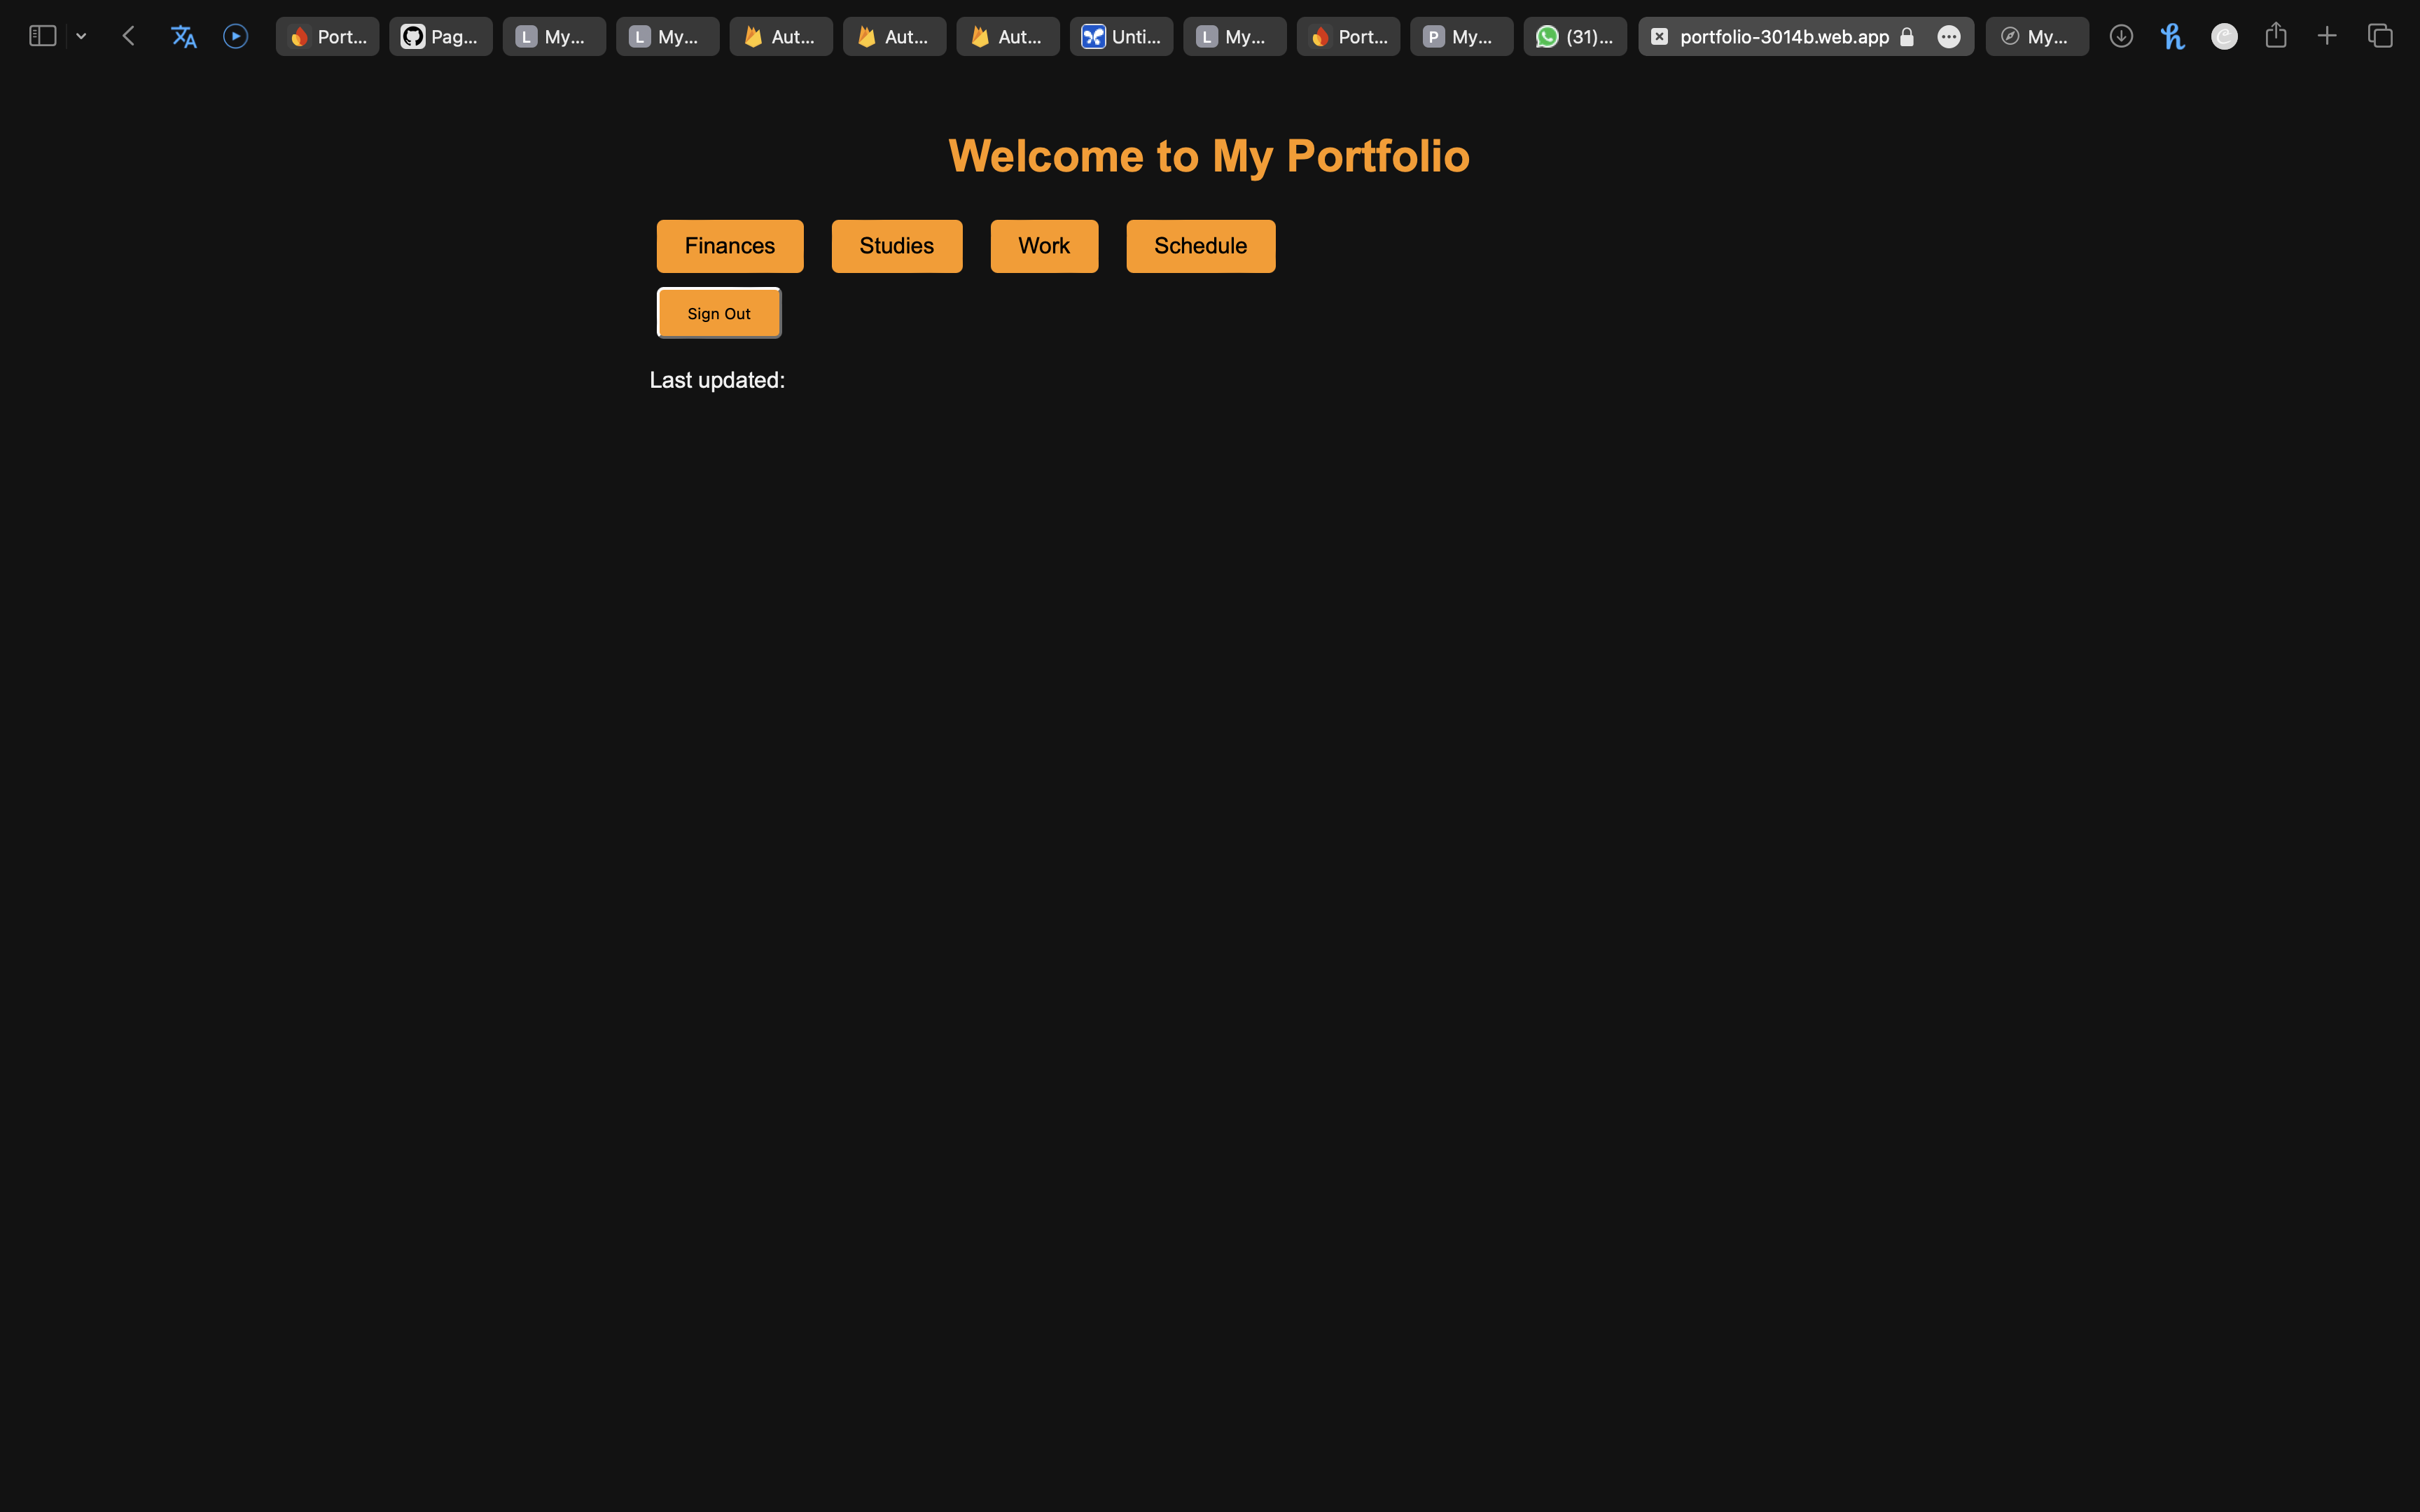 Port... Pag... L My... L My... Aut... Aut... Aut... Unti... L My... Port... P My... (31)... portfolio-3014b.web.app My...
Welcome to My Portfolio
Finances Studies Work Schedule
Sign Out
Last updated: